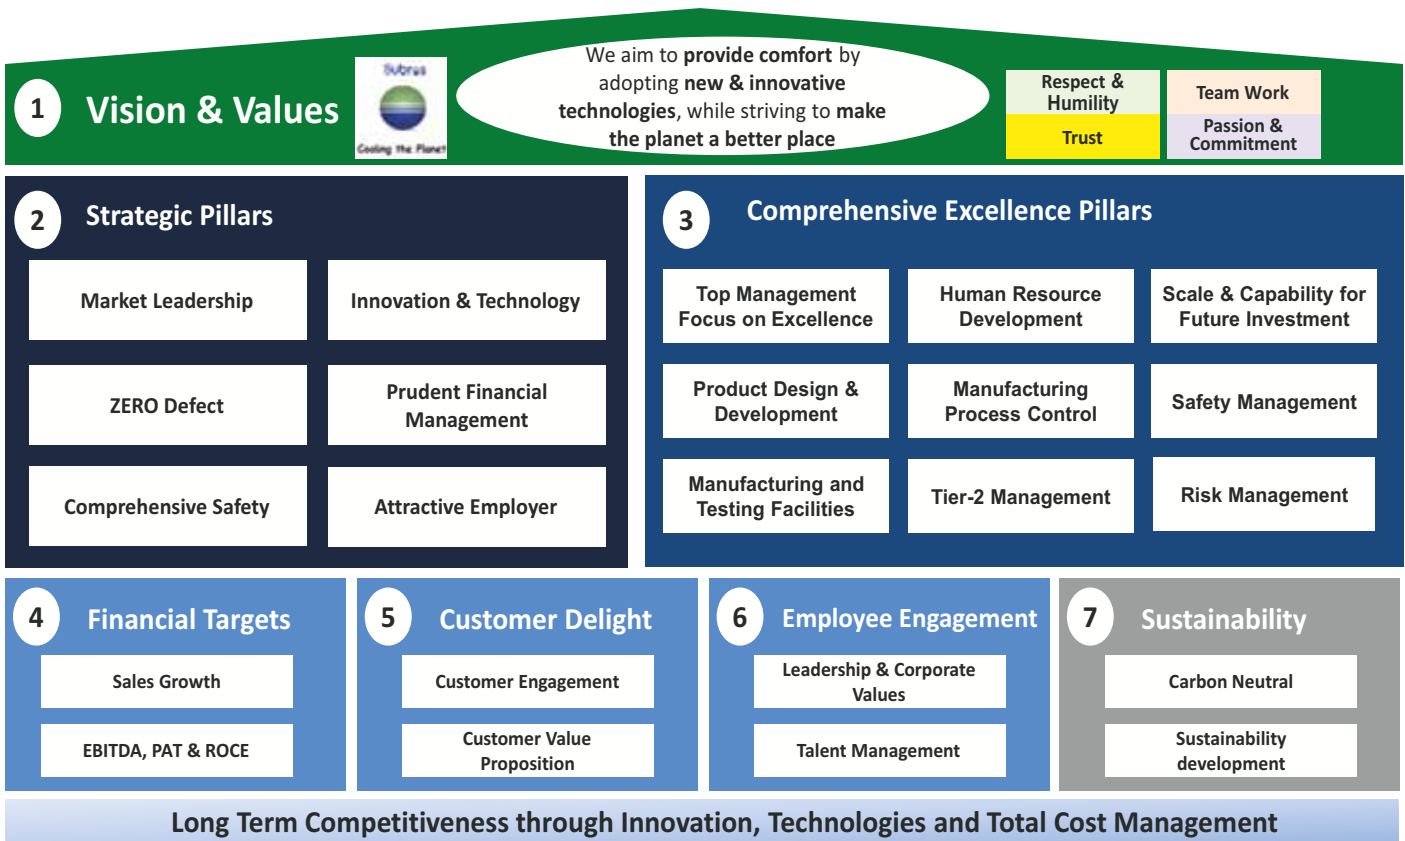 1
Vision & Values
Subros
Cooling the Planet
We aim to provide comfort by
adopting new & innovative
technologies, while striving to make
the planet a better place
Respect &
Humility
Team Work
Trust
Passion &
Commitment
2
Strategic Pillars
Market Leadership
Innovation & Technology
ZERO Defect
Prudent Financial
Management
Comprehensive Safety
Attractive Employer
3
Comprehensive Excellence Pillars
Top Management
Focus on Excellence
Human Resource
Development
Scale & Capability for
Future Investment
Product Design &
Development
Manufacturing
Process Control
Safety Management
Manufacturing and
Testing Facilities
Tier-2 Management
Risk Management
4
Financial Targets
Sales Growth
EBITDA, PAT & ROCE
5
Customer Delight
Customer Engagement
Customer Value
Proposition
6
Employee Engagement
Leadership & Corporate
Values
Talent Management
7
Sustainability
Carbon Neutral
Sustainability
development
Long Term Competitiveness through Innovation, Technologies and Total Cost Management